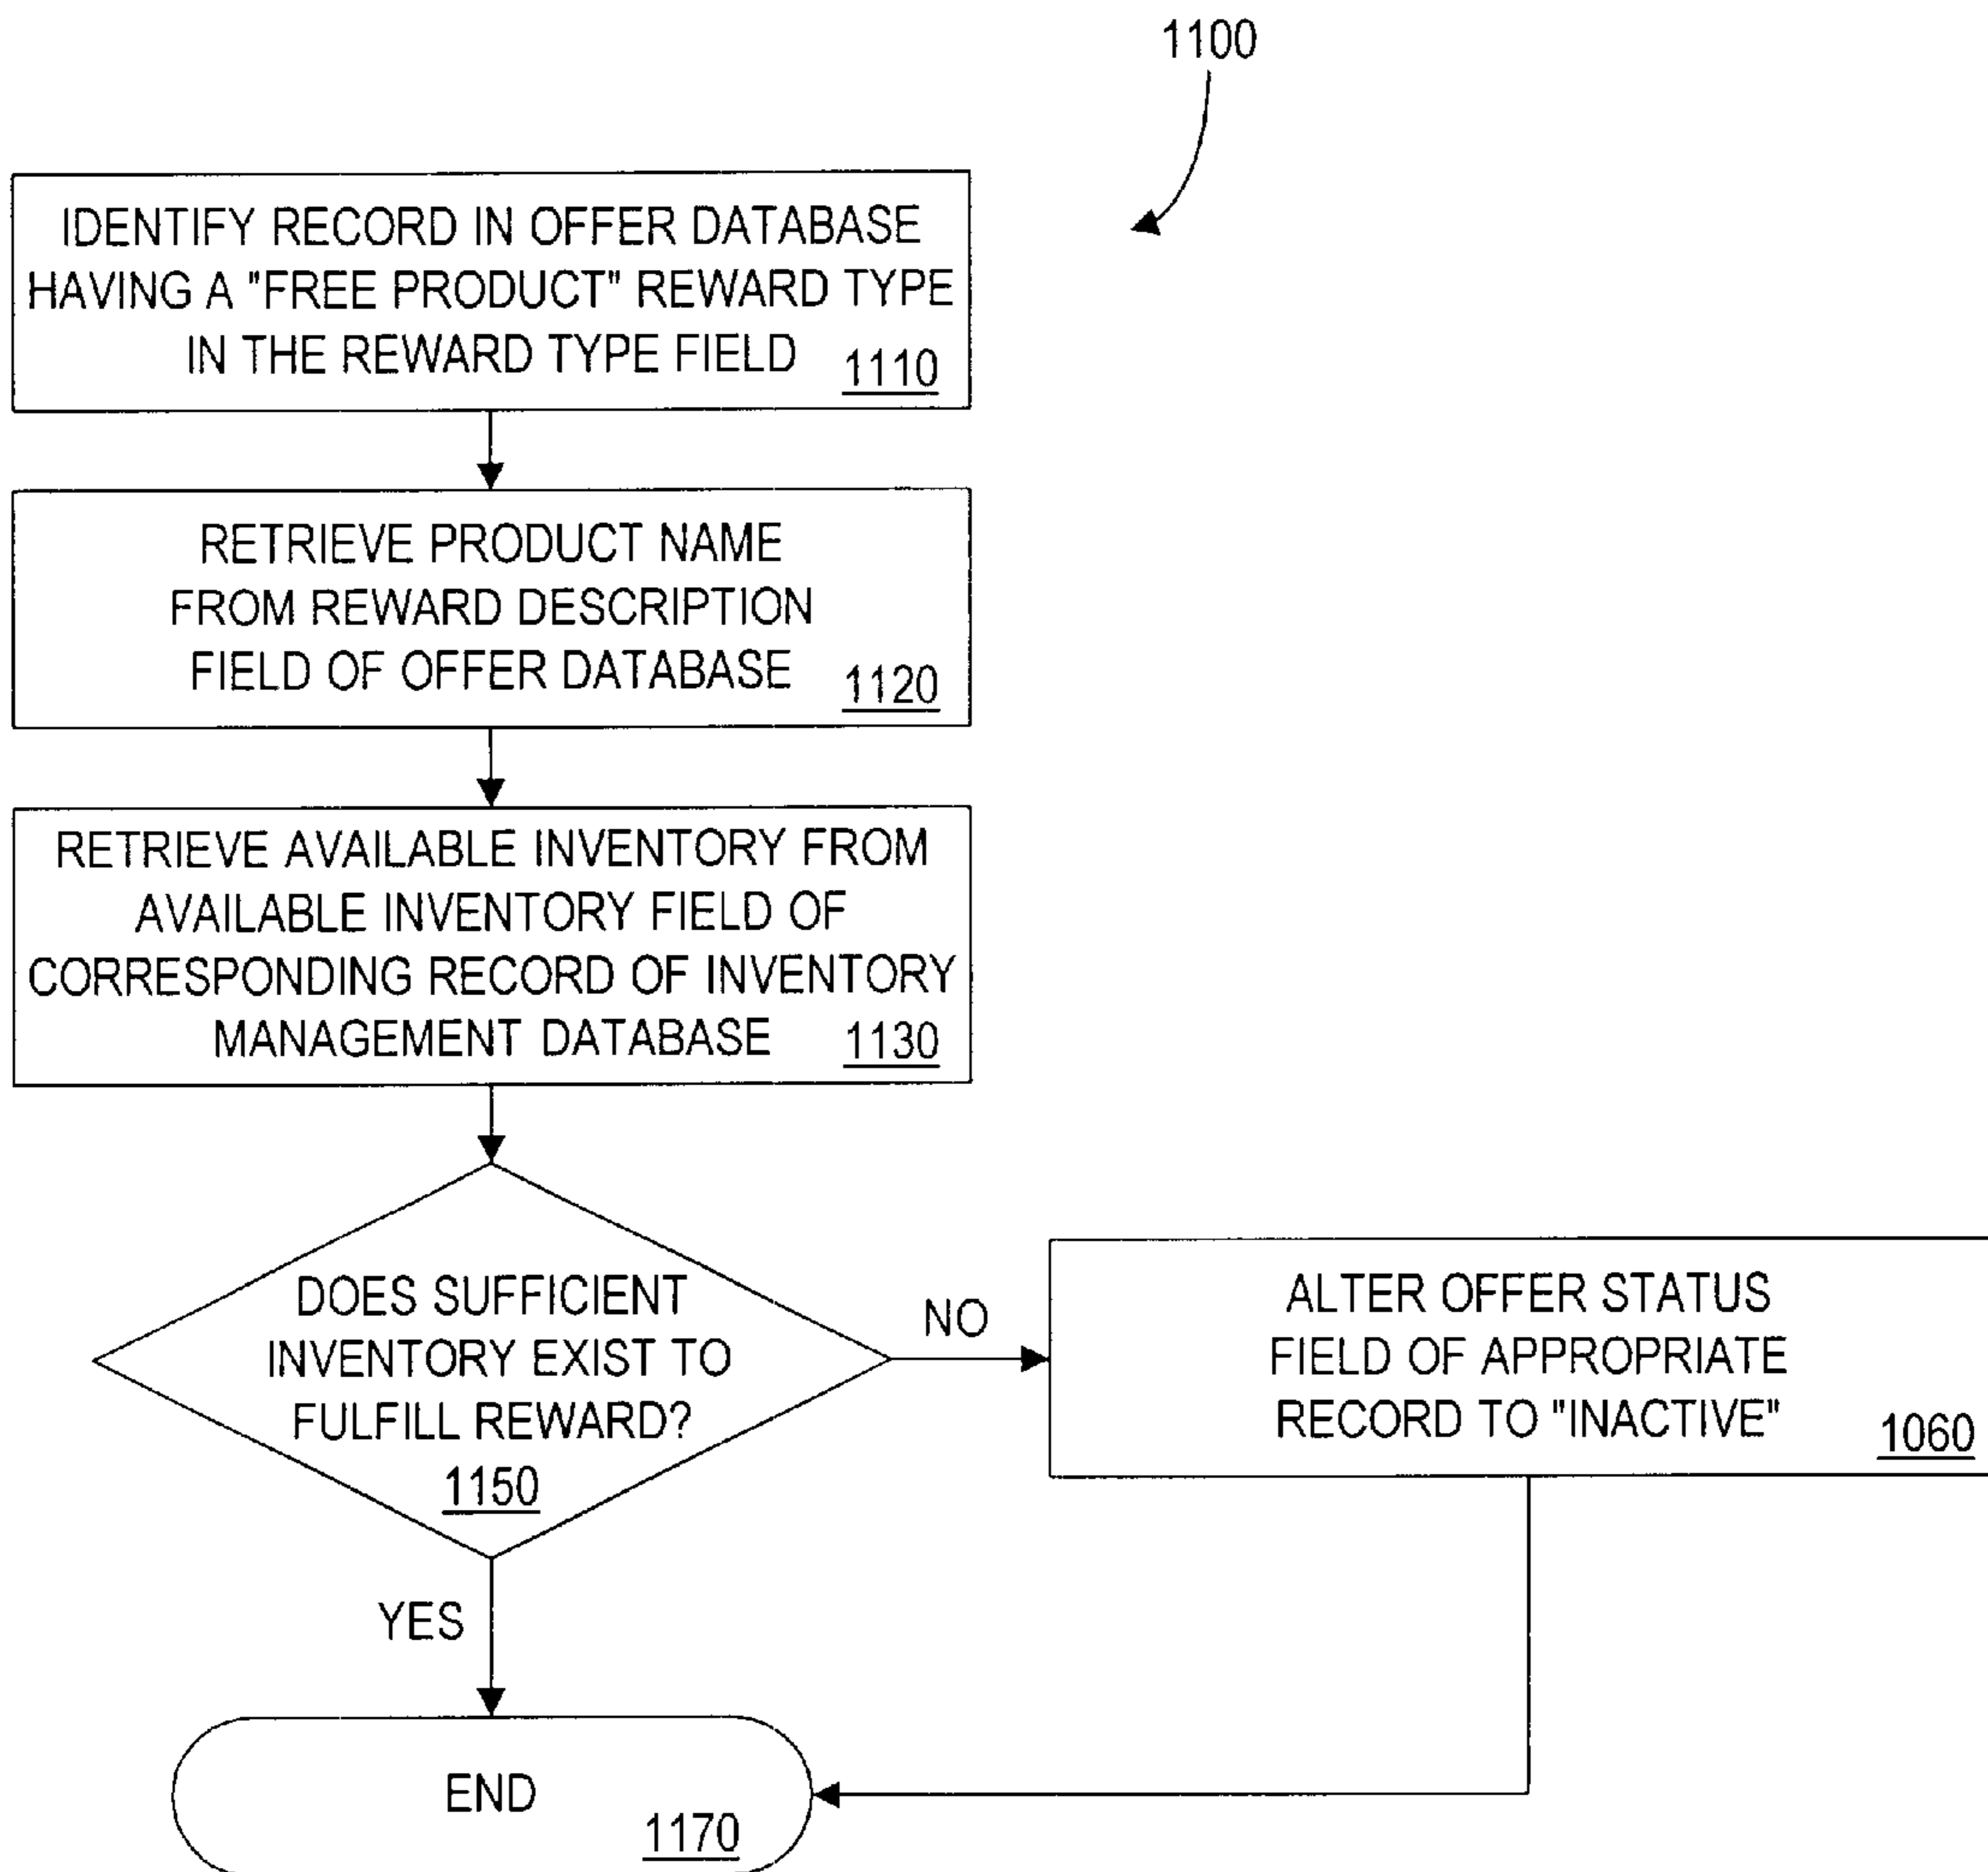 1100
IDENTIFY RECORD IN OFFER DATABASE
HAVING A "FREE PRODUCT" REWARD TYPE
IN THE REWARD TYPE FIELD 1110
RETRIEVE PRODUCT NAME
FROM REWARD DESCRIPTION
FIELD OF OFFER DATABASE 1120
RETRIEVE AVAILABLE INVENTORY FROM
AVAILABLE INVENTORY FIELD OF
CORRESPONDING RECORD OF INVENTORY
MANAGEMENT DATABASE 1130
DOES SUFFICIENT
INVENTORY EXIST TO
FULFILL REWARD?
1150
NO
ALTER OFFER STATUS
FIELD OF APPROPRIATE
RECORD TO "INACTIVE" 1060
YES
END
1170